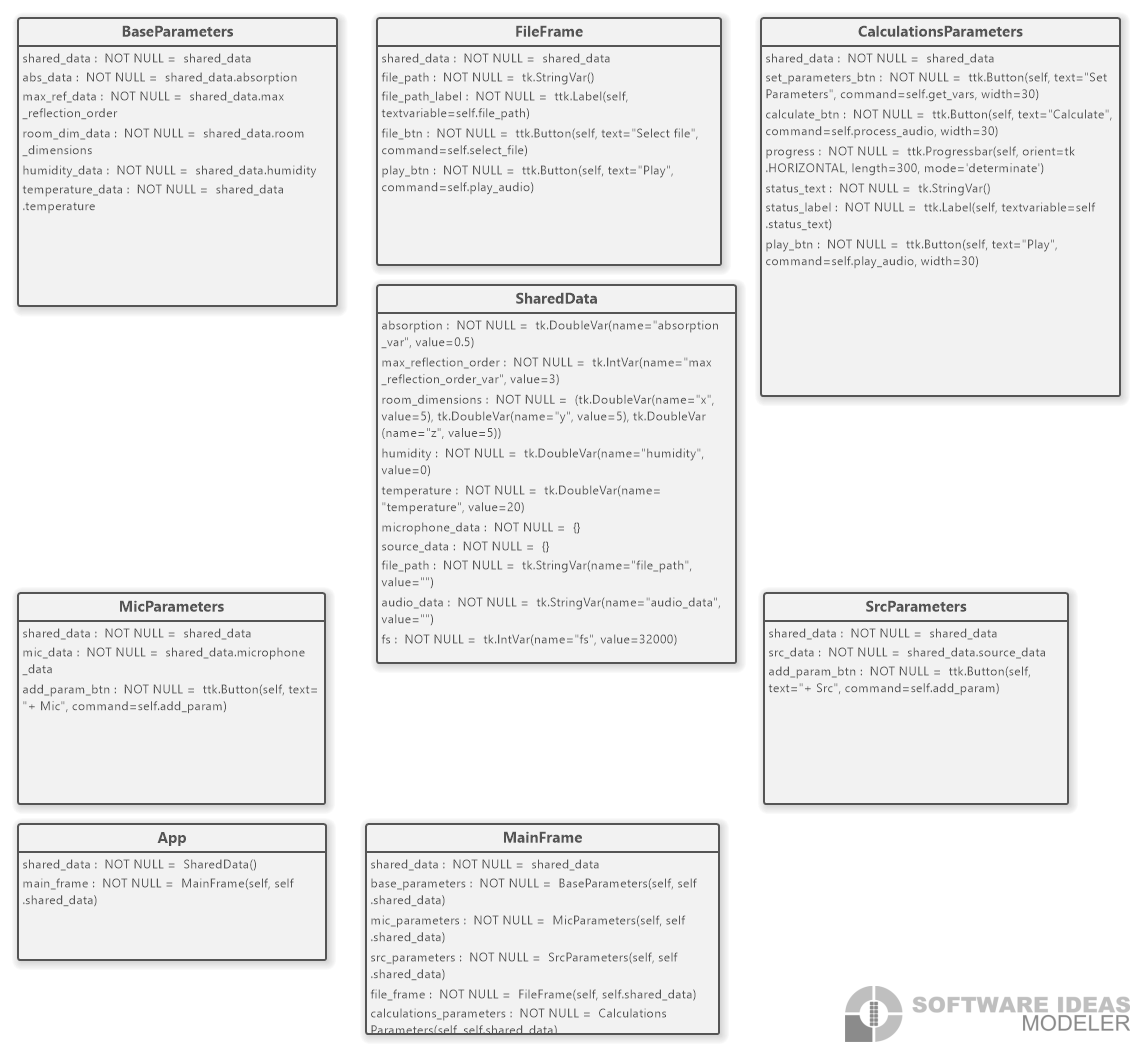 BaseParameters
shared_data :  NOT NULL =  shared_data
abs_data :  NOT NULL =  shared_data.absorption
max_ref_data :  NOT NULL =  shared_data.max
_reflection_order
room_dim_data :  NOT NULL =  shared_data.room
_dimensions
humidity_data :  NOT NULL =  shared_data.humidity
temperature_data :  NOT NULL =  shared_data
.temperature
FileFrame
shared_data :  NOT NULL =  shared_data
file_path :  NOT NULL =  tk.StringVar()
file_path_label :  NOT NULL =  ttk.Label(self,
textvariable=self.file_path)
file_btn :  NOT NULL =  ttk.Button(self, text="Select file",
command=self.select_file)
play_btn :  NOT NULL =  ttk.Button(self, text="Play",
command=self.play_audio)
CalculationsParameters
shared_data :  NOT NULL =  shared_data
set_parameters_btn :  NOT NULL =  ttk.Button(self, text="Set
Parameters", command=self.get_vars, width=30)
calculate_btn :  NOT NULL =  ttk.Button(self, text="Calculate",
command=self.process_audio, width=30)
progress :  NOT NULL =  ttk.Progressbar(self, orient=tk
.HORIZONTAL, length=300, mode='determinate')
status_text :  NOT NULL =  tk.StringVar()
status_label :  NOT NULL =  ttk.Label(self, textvariable=self
.status_text)
play_btn :  NOT NULL =  ttk.Button(self, text="Play",
command=self.play_audio, width=30)
SharedData
absorption :  NOT NULL =  tk.DoubleVar(name="absorption
_var", value=0.5)
max_reflection_order :  NOT NULL =  tk.IntVar(name="max
_reflection_order_var", value=3)
room_dimensions :  NOT NULL =  (tk.DoubleVar(name="x",
value=5), tk.DoubleVar(name="y", value=5), tk.DoubleVar
(name="z", value=5))
humidity :  NOT NULL =  tk.DoubleVar(name="humidity",
value=0)
temperature :  NOT NULL =  tk.DoubleVar(name=
"temperature", value=20)
microphone_data :  NOT NULL =  {}
source_data :  NOT NULL =  {}
file_path :  NOT NULL =  tk.StringVar(name="file_path",
value="")
audio_data :  NOT NULL =  tk.StringVar(name="audio_data",
value="")
fs :  NOT NULL =  tk.IntVar(name="fs", value=32000)
MicParameters
shared_data :  NOT NULL =  shared_data
mic_data :  NOT NULL =  shared_data.microphone
_data
add_param_btn :  NOT NULL =  ttk.Button(self, text=
"+ Mic", command=self.add_param)
SrcParameters
shared_data :  NOT NULL =  shared_data
src_data :  NOT NULL =  shared_data.source_data
add_param_btn :  NOT NULL =  ttk.Button(self,
text="+ Src", command=self.add_param)
App
shared_data :  NOT NULL =  SharedData()
main_frame :  NOT NULL =  MainFrame(self, self
.shared_data)
MainFrame
shared_data :  NOT NULL =  shared_data
base_parameters :  NOT NULL =  BaseParameters(self, self
.shared_data)
mic_parameters :  NOT NULL =  MicParameters(self, self
.shared_data)
src_parameters :  NOT NULL =  SrcParameters(self, self
.shared_data)
file_frame :  NOT NULL =  FileFrame(self, self.shared_data)
calculations_parameters :  NOT NULL =  Calculations
Parameters(self, self.shared_data)
SOFTWARE IDEAS
MODELER